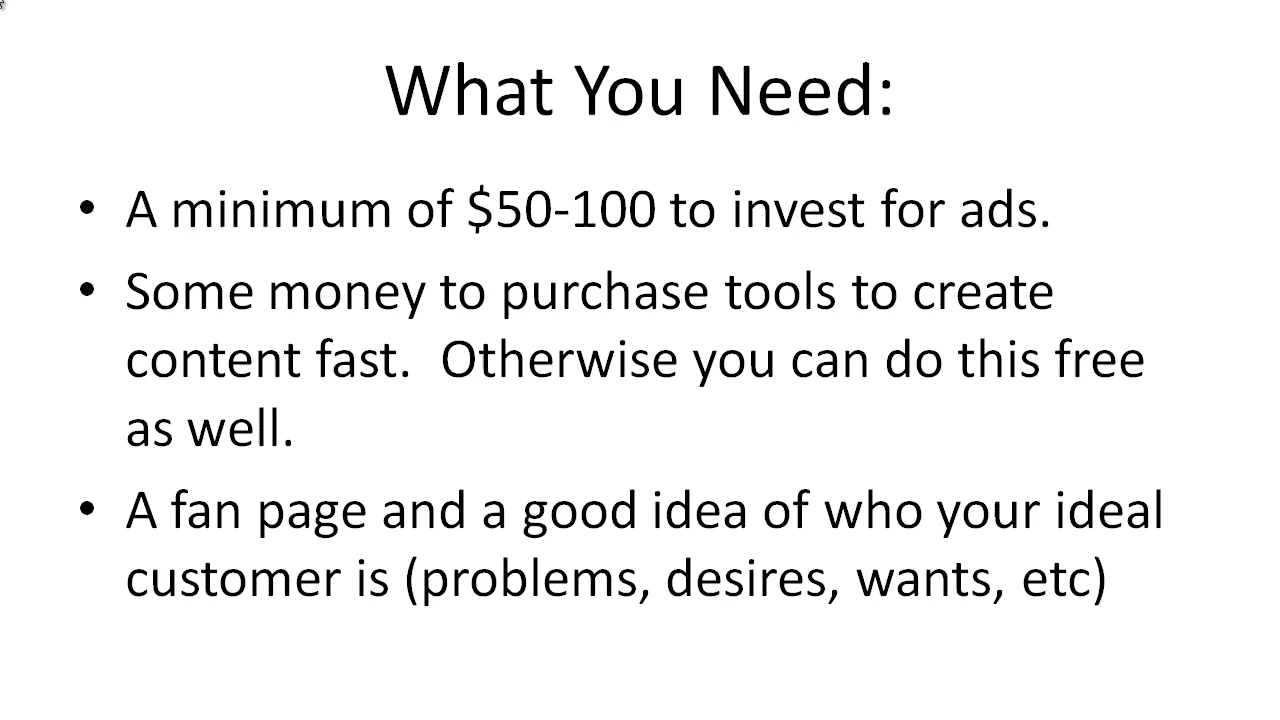 What You Need:
• A minimum of $50-100 to invest for ads.
• Some money to purchase tools to create
content fast.  Otherwise you can do this free
as well.
• A fan page and a good idea of who your ideal
customer is (problems, desires, wants, etc)